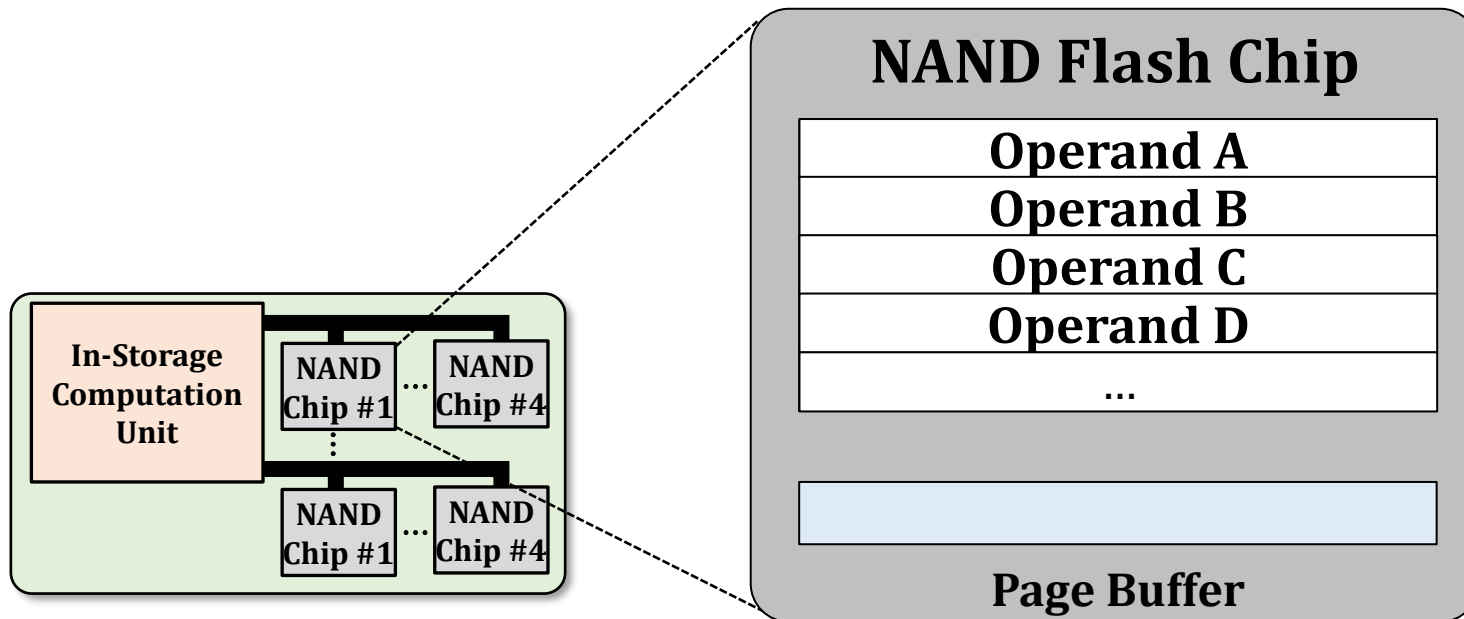 NAND Flash Chip
Operand A
Operand B
Operand C
Operand D
...
Page Buffer
In-Storage
Computation
Unit
NAND
Chip #1
...
NAND
Chip #4
NAND
Chip #1
...
NAND
Chip #4